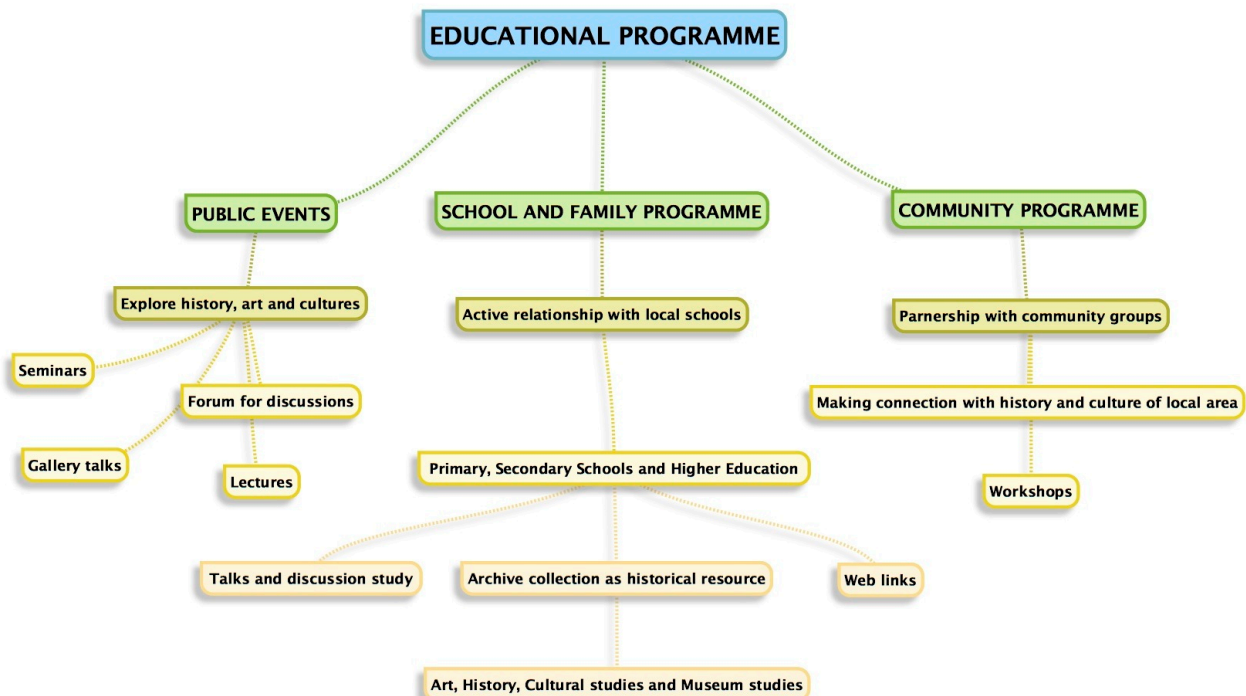 EDUCATIONAL PROGRAMME
PUBLIC EVENTS
SCHOOL AND FAMILY PROGRAMME
COMMUNITY PROGRAMME
Explore history, art and cultures
Active relationship with local schools
Parnership with community groups
Seminars
Forum for discussions
Making connection with history and culture of local area
Gallery talks
Lectures
Primary, Secondary Schools and Higher Education
Workshops
Talks and discussion study
Archive collection as historical resource
Web links
Art, History, Cultural studies and Museum studies